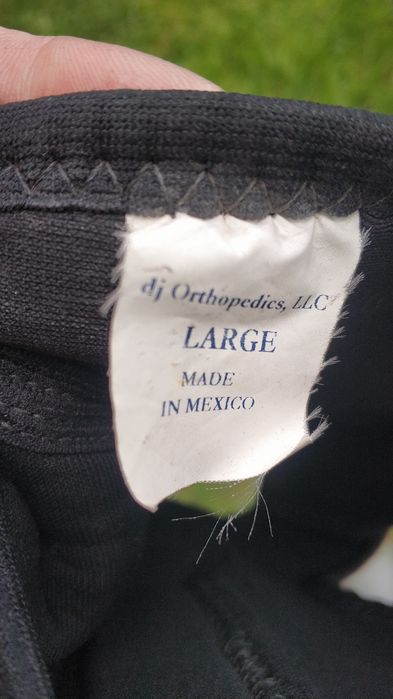 dj Orthopedics, LLC
LARGE
MADE
IN MEXICO